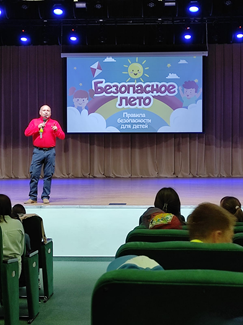 Безопасное
лето
Правила
безопасности
для детей